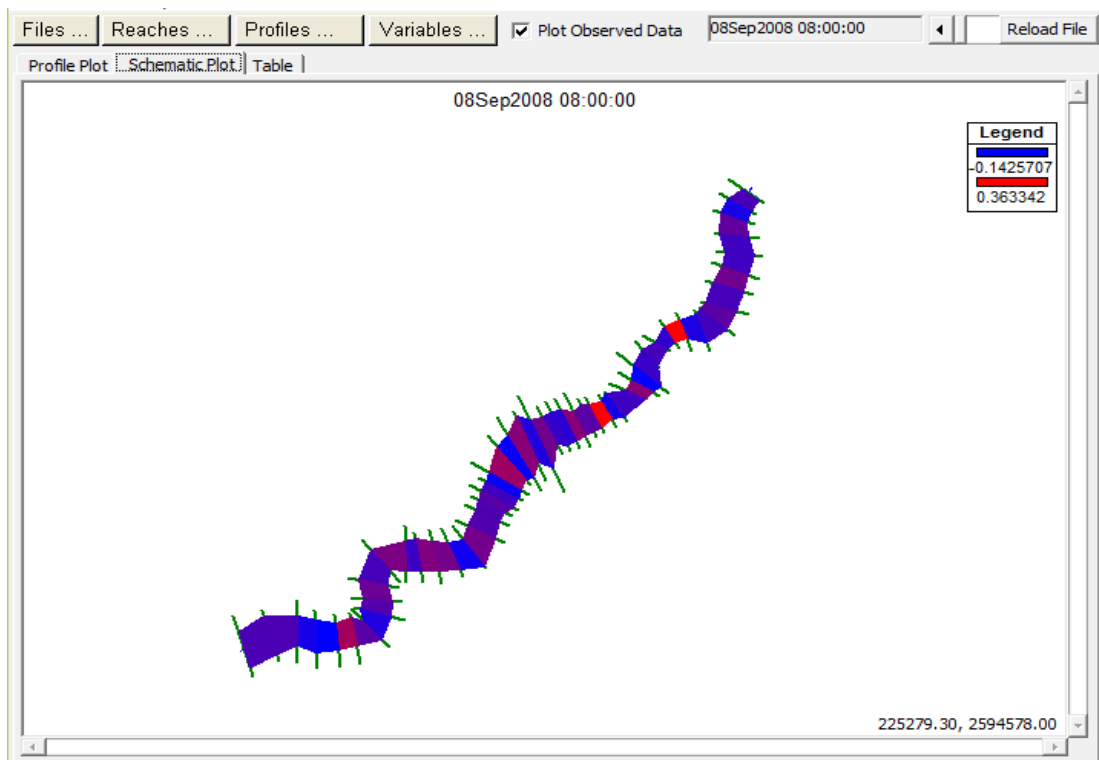 Files ... Reaches ... Profiles ... Variables ... Plot Observed Data 08Sep2008 08:00:00 Reload File
Profile Plot Schematic Plot Table
08Sep2008 08:00:00
Legend
-0.1425707
0.363342
225279.30, 2594578.00